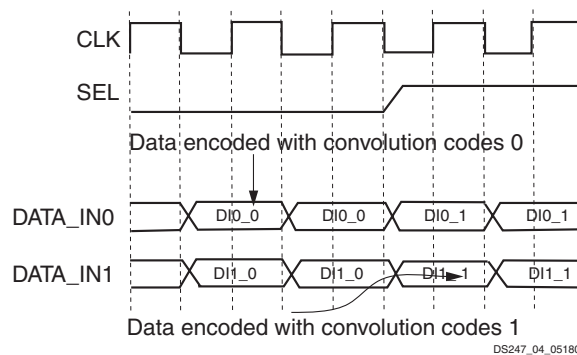 CLK
SEL
Data encoded with convolution codes 0
DATA_IN0 DI0_0 DI0_0 DI0_1 DI0_1
DATA_IN1 DI1_0 DI1_0 DI1_1 DI1_1
Data encoded with convolution codes 1
DS247_04_05180